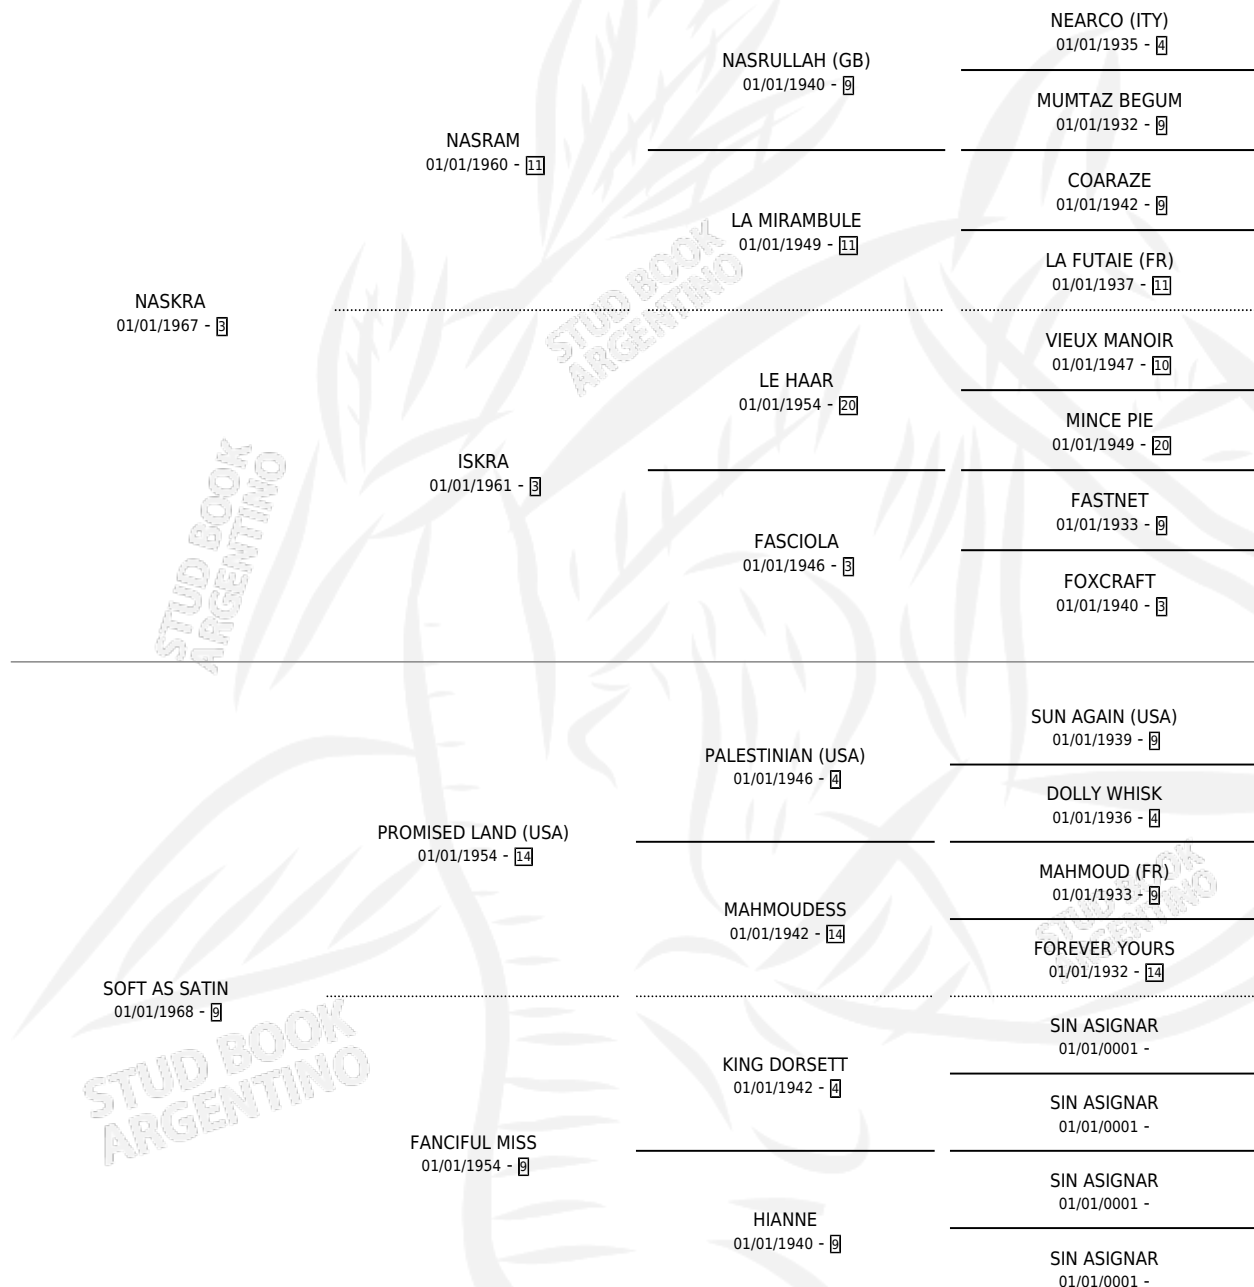 NEARCO (ITY)
01/01/1935 - 4
NASRULLAH (GB)
01/01/1940 - 9
MUMTAZ BEGUM
01/01/1932 - 9
NASRAM
01/01/1960 - 11
COARAZE
01/01/1942 - 9
LA MIRAMBULE
01/01/1949 - 11
LA FUTAIE (FR)
01/01/1937 - 11
NASKRA
01/01/1967 - 3
VIEUX MANOIR
01/01/1947 - 10
LE HAAR
01/01/1954 - 20
MINCE PIE
01/01/1949 - 20
ISKRA
01/01/1961 - 3
FASTNET
01/01/1933 - 9
FASCIOLA
01/01/1946 - 3
FOXCRAFT
01/01/1940 - 3
SUN AGAIN (USA)
01/01/1939 - 9
PALESTINIAN (USA)
01/01/1946 - 4
DOLLY WHISK
01/01/1936 - 4
PROMISED LAND (USA)
01/01/1954 - 14
MAHMOUD (FR)
01/01/1933 - 9
MAHMOUDESS
01/01/1942 - 14
FOREVER YOURS
01/01/1932 - 14
SOFT AS SATIN
01/01/1968 - 9
SIN ASIGNAR
01/01/0001 -
KING DORSETT
01/01/1942 - 4
SIN ASIGNAR
01/01/0001 -
FANCIFUL MISS
01/01/1954 - 9
SIN ASIGNAR
01/01/0001 -
HIANNE
01/01/1940 - 9
SIN ASIGNAR
01/01/0001 -
STUD BOOK
ARGENTINO
STUD BOOK
ARGENTINO
STUD BOOK
ARGENTINO
STUD BOOK
ARGENTINO